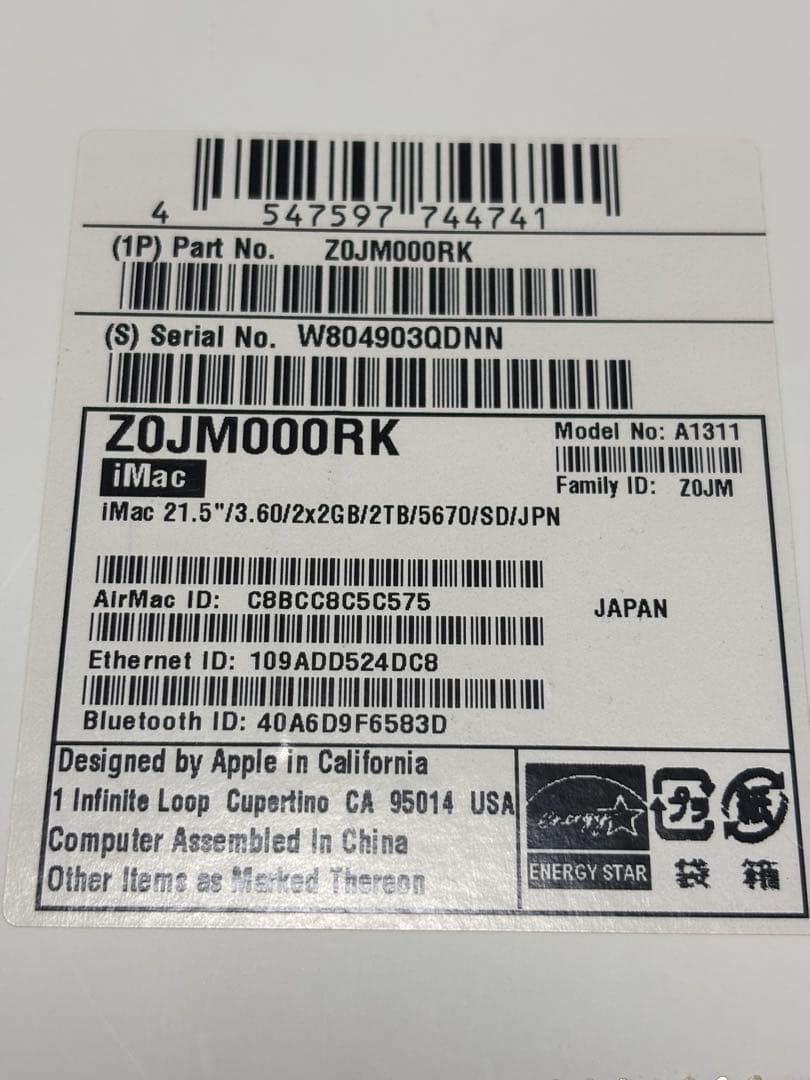 4 547597 744741
(1P) Part No. Z0JM000RK
(S) Serial No. W804903QDNN
Z0JM000RK
Model No: A1311
iMac
Family ID: Z0JM
iMac 21.5"/3.60/2x2GB/2TB/5670/SD/JPN
AirMac ID: C8BCC8C5C575
JAPAN
Ethernet ID: 109ADD524DC8
Bluetooth ID: 40A6D9F6583D
Designed by Apple in California
1 Infinite Loop Cupertino CA 95014 USA
Computer Assembled In China
Other Items as Marked Thereon
energy
ENERGY STAR
プラ
紙
袋
箱